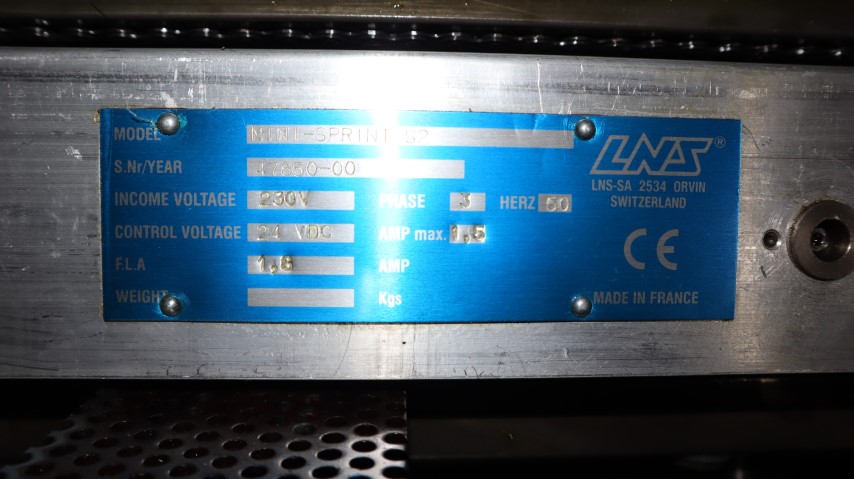 MODEL MINI-SPRINT S2
S.Nr/YEAR 47850-00
INCOME VOLTAGE 230V PHASE 3 HERZ 50
CONTROL VOLTAGE 24 VDC AMP max. 1,5
F.L.A 1,6 AMP
WEIGHT Kgs
LNS®
LNS-SA 2534 ORVIN
SWITZERLAND
CE
MADE IN FRANCE